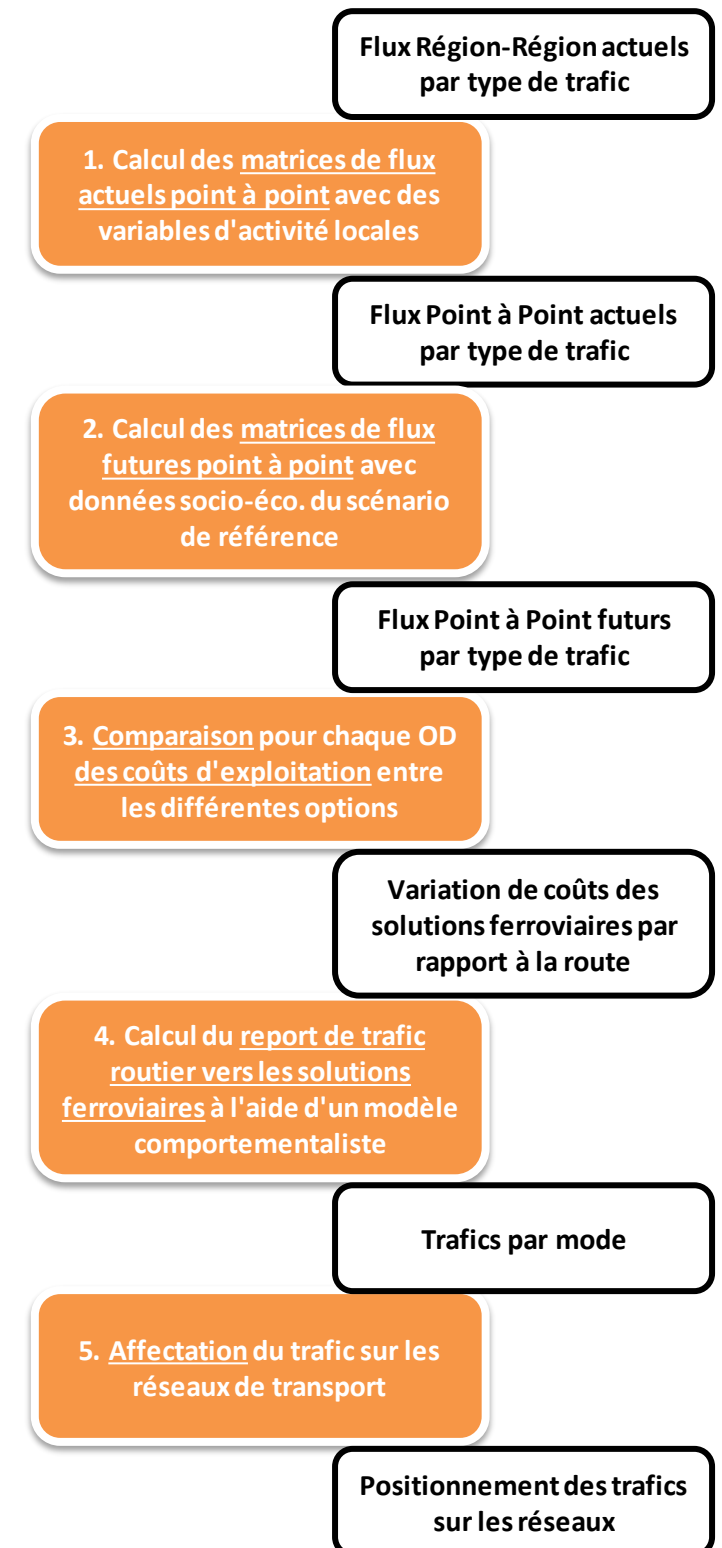 Flux Région-Région actuels
par type de trafic
1. Calcul des matrices de flux
actuels point à point avec des
variables d'activité locales
Flux Point à Point actuels
par type de trafic
2. Calcul des matrices de flux
futures point à point avec
données socio-éco. du scénario
de référence
Flux Point à Point futurs
par type de trafic
3. Comparaison pour chaque OD
des coûts d'exploitation entre
les différentes options
Variation de coûts des
solutions ferroviaires par
rapport à la route
4. Calcul du report de trafic
routier vers les solutions
ferroviaires à l'aide d'un modèle
comportementaliste
Trafics par mode
5. Affectation du trafic sur les
réseaux de transport
Positionnement des trafics
sur les réseaux